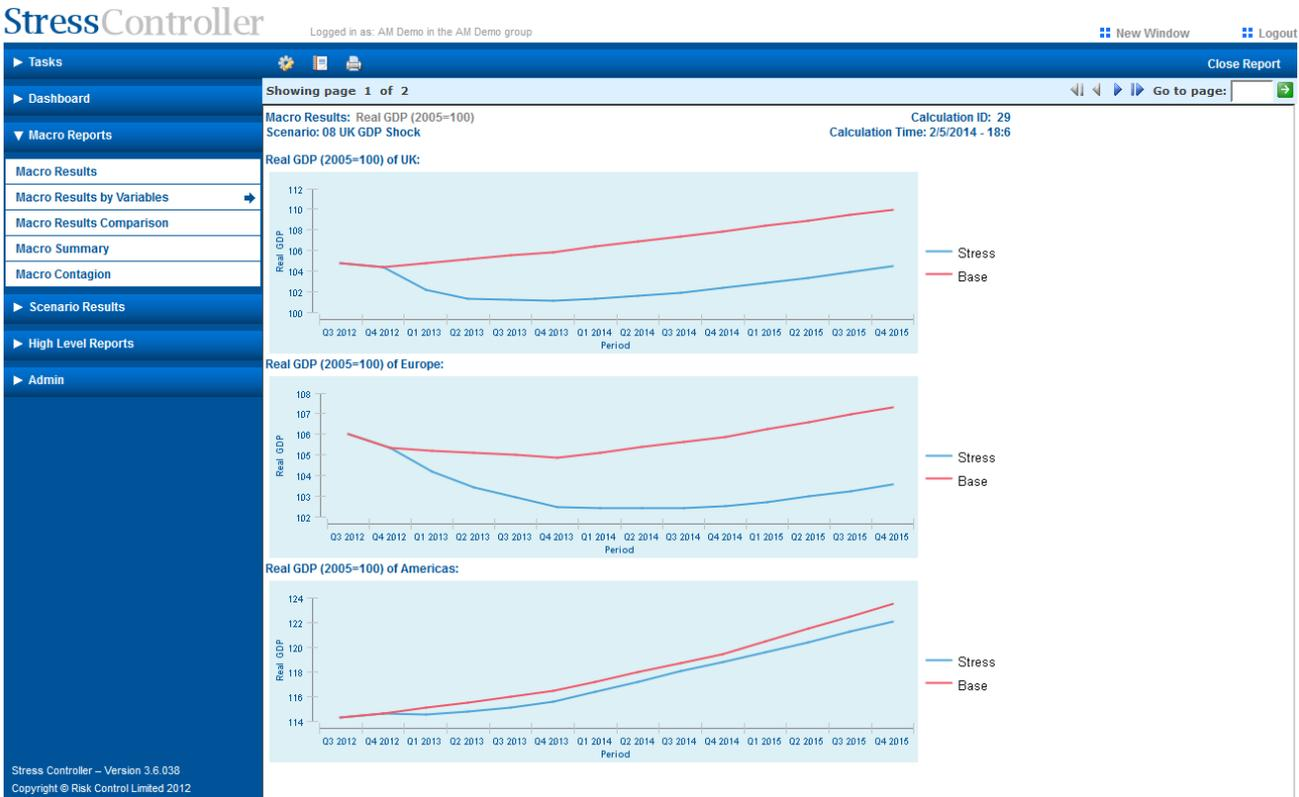 StressController
Logged in as: AM Demo in the AM Demo group
New Window
Logout
Tasks
Close Report
Dashboard
Showing page 1 of 2
Go to page:
Macro Reports
Macro Results: Real GDP (2005=100)
Calculation ID: 29
Scenario: 08 UK GDP Shock
Calculation Time: 2/5/2014 - 18:6
Macro Results
Macro Results by Variables
Macro Results Comparison
Macro Summary
Macro Contagion
Scenario Results
High Level Reports
Admin
Real GDP (2005=100) of UK:
112
110
108
106
104
102
100
Real GDP
Q3 2012 Q4 2012 Q1 2013 Q2 2013 Q3 2013 Q4 2013 Q1 2014 Q2 2014 Q3 2014 Q4 2014 Q1 2015 Q2 2015 Q3 2015 Q4 2015
Period
Stress
Base
Real GDP (2005=100) of Europe:
108
107
106
105
104
103
102
Real GDP
Q3 2012 Q4 2012 Q1 2013 Q2 2013 Q3 2013 Q4 2013 Q1 2014 Q2 2014 Q3 2014 Q4 2014 Q1 2015 Q2 2015 Q3 2015 Q4 2015
Period
Stress
Base
Real GDP (2005=100) of Americas:
124
122
120
118
116
114
Real GDP
Q3 2012 Q4 2012 Q1 2013 Q2 2013 Q3 2013 Q4 2013 Q1 2014 Q2 2014 Q3 2014 Q4 2014 Q1 2015 Q2 2015 Q3 2015 Q4 2015
Period
Stress
Base
Stress Controller – Version 3.6.038
Copyright © Risk Control Limited 2012